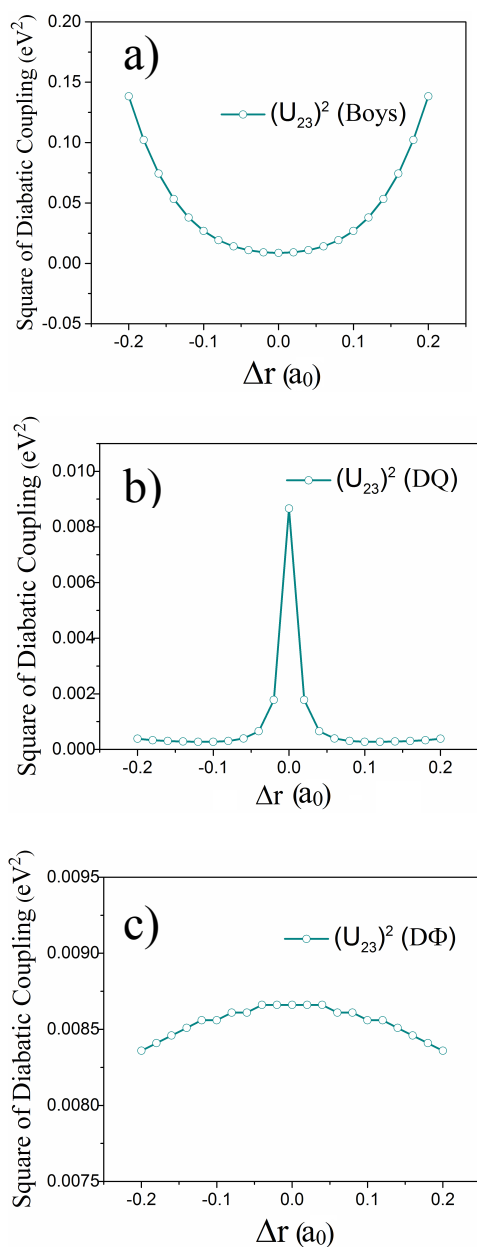 a)
(U₂₃)² (Boys)
Square of Diabatic Coupling (eV²)
0.20
0.15
0.10
0.05
0.00
-0.05
-0.2 -0.1 0.0 0.1 0.2
Δr (a₀)
b)
(U₂₃)² (DQ)
Square of Diabatic Coupling (eV²)
0.010
0.008
0.006
0.004
0.002
0.000
-0.2 -0.1 0.0 0.1 0.2
Δr (a₀)
c)
(U₂₃)² (DΦ)
Square of Diabatic Coupling (eV²)
0.0095
0.0090
0.0085
0.0080
0.0075
-0.2 -0.1 0.0 0.1 0.2
Δr (a₀)